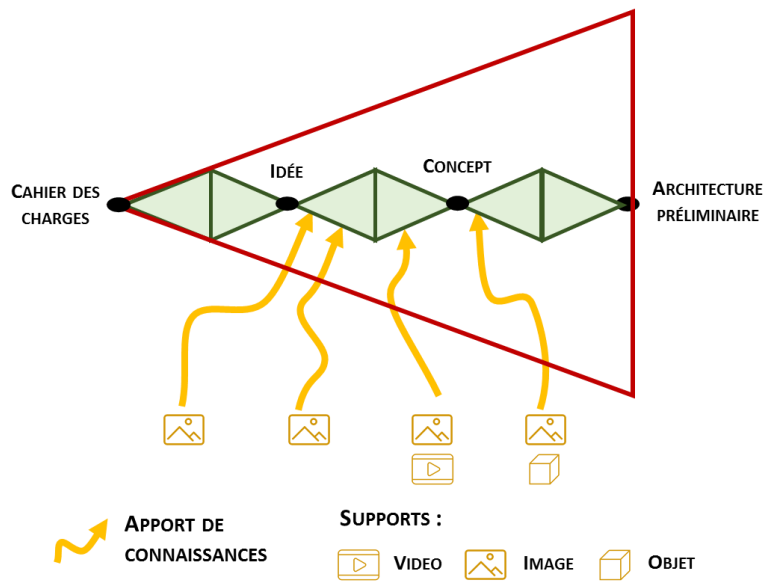 IDÉE
CONCEPT
CAHIER DES
CHARGES
ARCHITECTURE
PRÉLIMINAIRE
APPORT DE
CONNAISSANCES
SUPPORTS :
VIDEO
IMAGE
OBJET